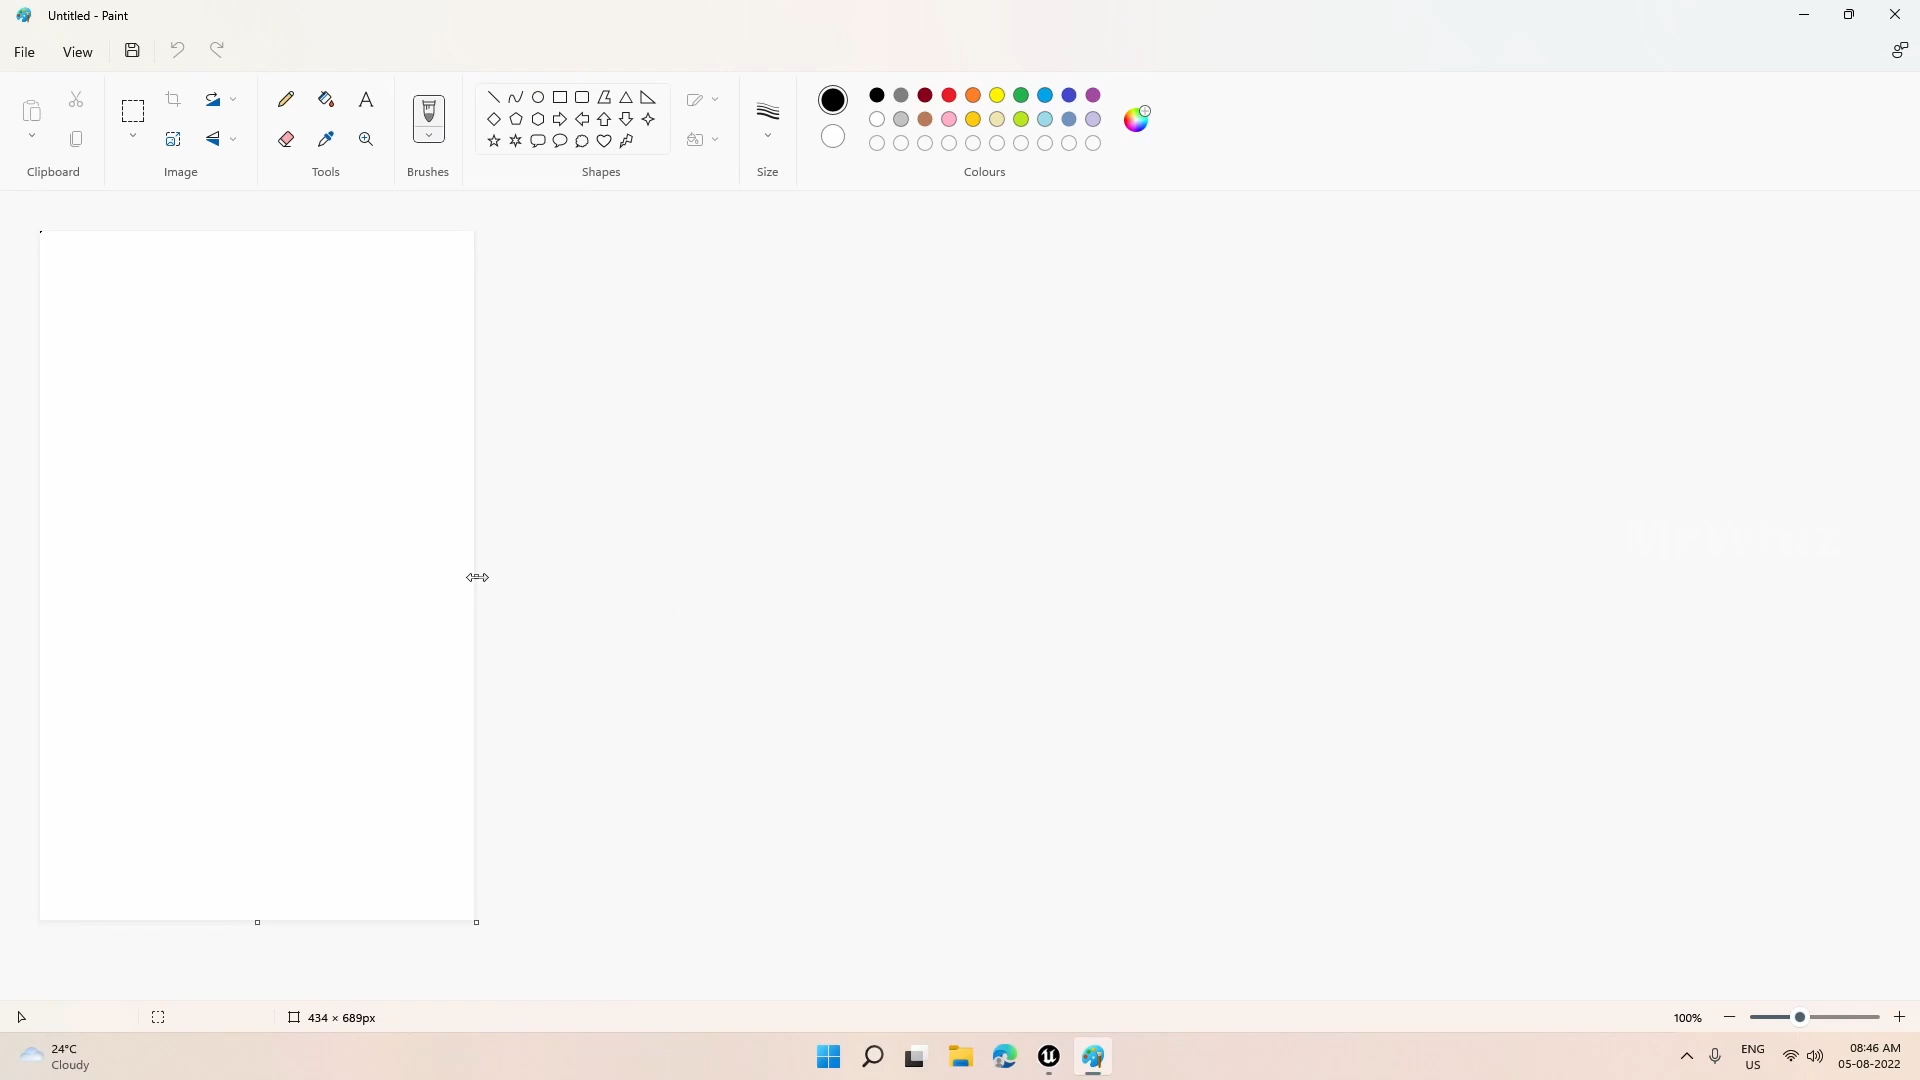 Untitled - Paint
File View
Clipboard
Image
Tools
Brushes
Shapes
Size
Colours
434 × 689px
100%
24°C
Cloudy
ENG
US
08:46 AM
05-08-2022